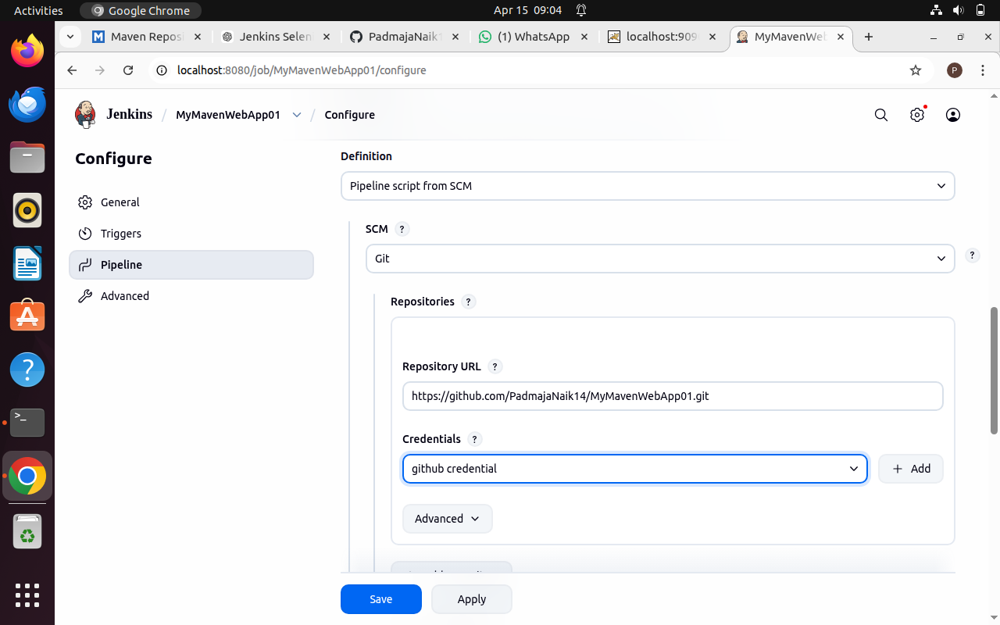 Activities
Google Chrome
Apr 15 09:04
Maven Reposi
Jenkins Selen
PadmajaNaik1
(1) WhatsApp
localhost:909
MyMavenWeb
localhost:8080/job/MyMavenWebApp01/configure
P
Jenkins / MyMavenWebApp01 / Configure
Configure
General
Triggers
Pipeline
Advanced
Definition
Pipeline script from SCM
SCM ?
Git
?
Repositories ?
Repository URL ?
https://github.com/PadmajaNaik14/MyMavenWebApp01.git
Credentials ?
github credential
+ Add
Advanced
Save
Apply